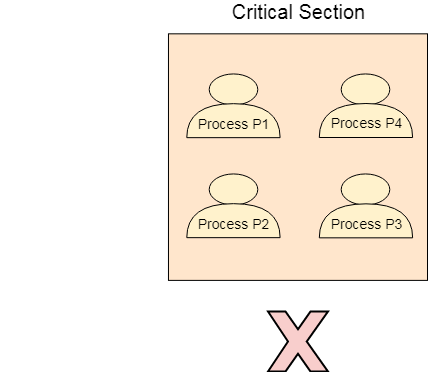 Critical Section
Process P1
Process P4
Process P2
Process P3
X